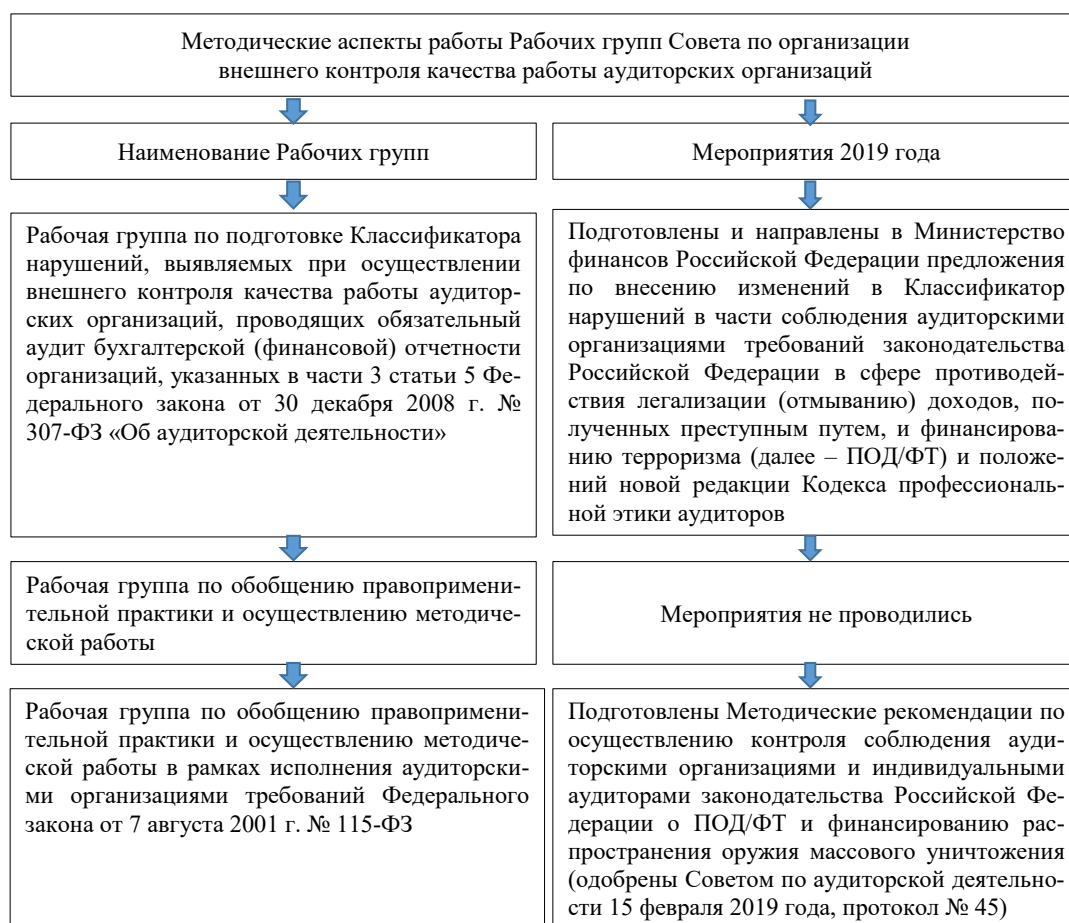 Методические аспекты работы Рабочих групп Совета по организации
внешнего контроля качества работы аудиторских организаций
Наименование Рабочих групп
Мероприятия 2019 года
Рабочая группа по подготовке Классификатора
нарушений, выявляемых при осуществлении
внешнего контроля качества работы аудитор-
ских организаций, проводящих обязательный
аудит бухгалтерской (финансовой) отчетности
организаций, указанных в части 3 статьи 5 Фе-
дерального закона от 30 декабря 2008 г. №
307-ФЗ «Об аудиторской деятельности»
Подготовлены и направлены в Министерство
финансов Российской Федерации предложения
по внесению изменений в Классификатор
нарушений в части соблюдения аудиторскими
организациями требований законодательства
Российской Федерации в сфере противодей-
ствия легализации (отмыванию) доходов, по-
лученных преступным путем, и финансирова-
нию терроризма (далее – ПОД/ФТ) и положе-
ний новой редакции Кодекса профессиональ-
ной этики аудиторов
Рабочая группа по обобщению правопримени-
тельной практики и осуществлению методиче-
ской работы
Мероприятия не проводились
Рабочая группа по обобщению правопримени-
тельной практики и осуществлению методиче-
ской работы в рамках исполнения аудиторски-
ми организациями требований Федерального
закона от 7 августа 2001 г. № 115-ФЗ
Подготовлены Методические рекомендации по
осуществлению контроля соблюдения ауди-
торскими организациями и индивидуальными
аудиторами законодательства Российской Фе-
дерации о ПОД/ФТ и финансированию рас-
пространения оружия массового уничтожения
(одобрены Советом по аудиторской деятельно-
сти 15 февраля 2019 года, протокол № 45)